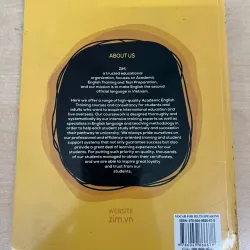 ABOUT US
Zim,
a trusted educational
organization, focuses on Academic
English Training and Test Preparation,
and our mission is to make English the second
official language in Vietnam.
Here we offer a range of high-quality Academic English
Training courses and consultancy for students and
adults who want to acquire international education and
live overseas. Our coursework is designed thoroughly and
systematically by our intensive training experts as well as
specialists in English language and teaching methodology in
order to help each student study effectively and succeed in
their pathway to university. We always pride ourselves on
our professional and efficiency-oriented training and student
support systems that not only guarantee success but also
provide a great deal of learning experience for our
students. For putting such priority on quality, thousands
of our students managed to obtain their certificates,
and we are able to inspire great loyalty
and trust from our
students.
WEBSITE
zim.vn